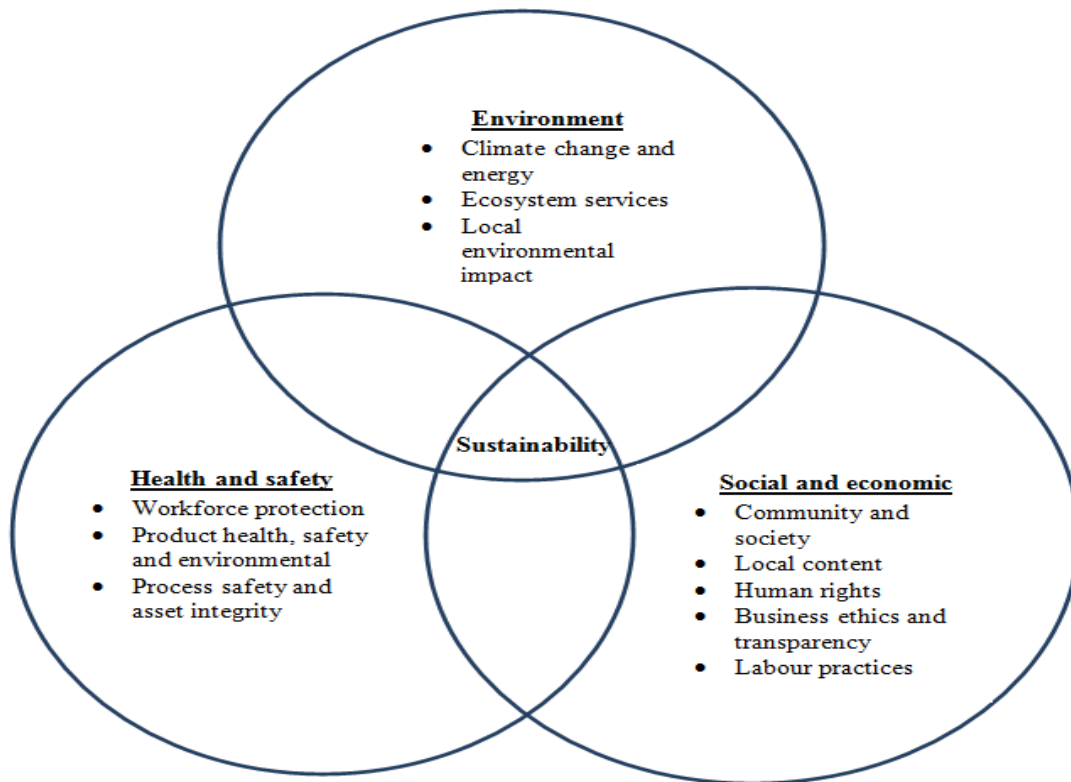 Environment
• Climate change and
energy
• Ecosystem services
• Local
environmental
impact
Sustainability
Health and safety
• Workforce protection
• Product health, safety
and environmental
• Process safety and
asset integrity
Social and economic
• Community and
society
• Local content
• Human rights
• Business ethics and
transparency
• Labour practices